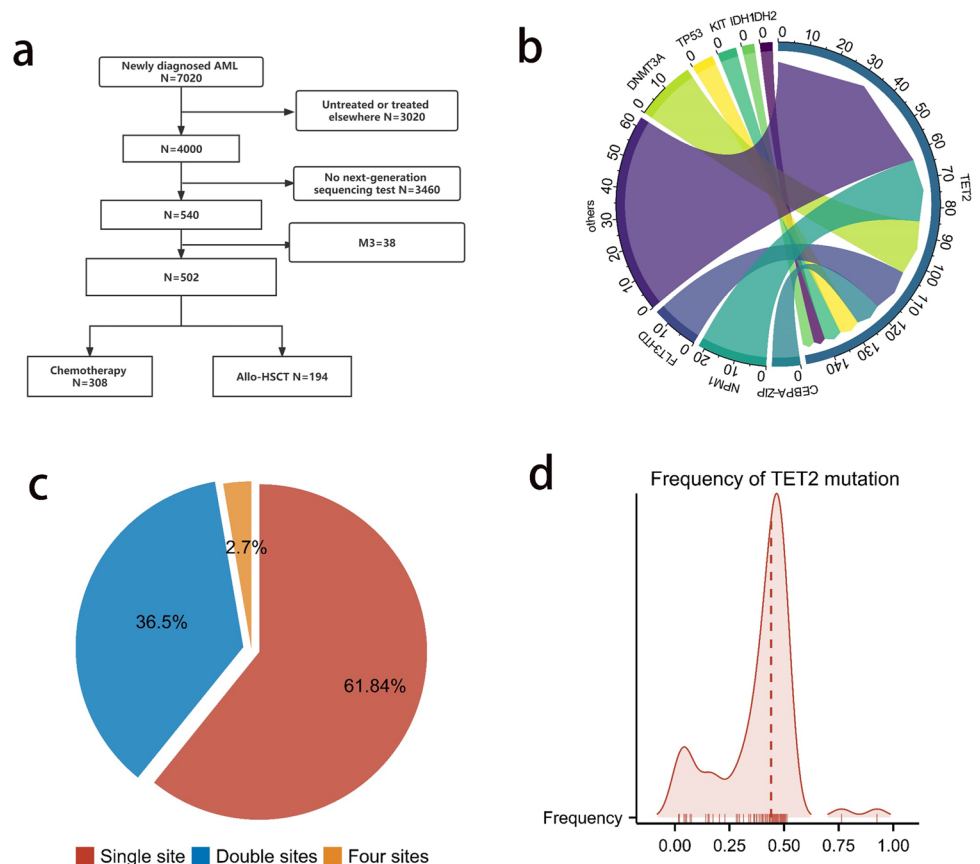 a
Newly diagnosed AML
N=7020
Untreated or treated
elsewhere N=3020
N=4000
No next-generation
sequencing test N=3460
N=540
M3=38
N=502
Chemotherapy
N=308
Allo-HSCT N=194
b
DNMT3A
TP53
KIT
IDH1
IDH2
TET2
CEBPA-ZIP
NPM1
FLT3-ITD
others
0 10
0
0
0
0
0 10 20 30 40 50 60 70 80 90 100 110 120 130 140
0
0 10 20
0 10
0 10 20 30 40 50 60
c
2.7%
36.5%
61.84%
Single site Double sites Four sites
d
Frequency of TET2 mutation
Frequency
0.00 0.25 0.50 0.75 1.00